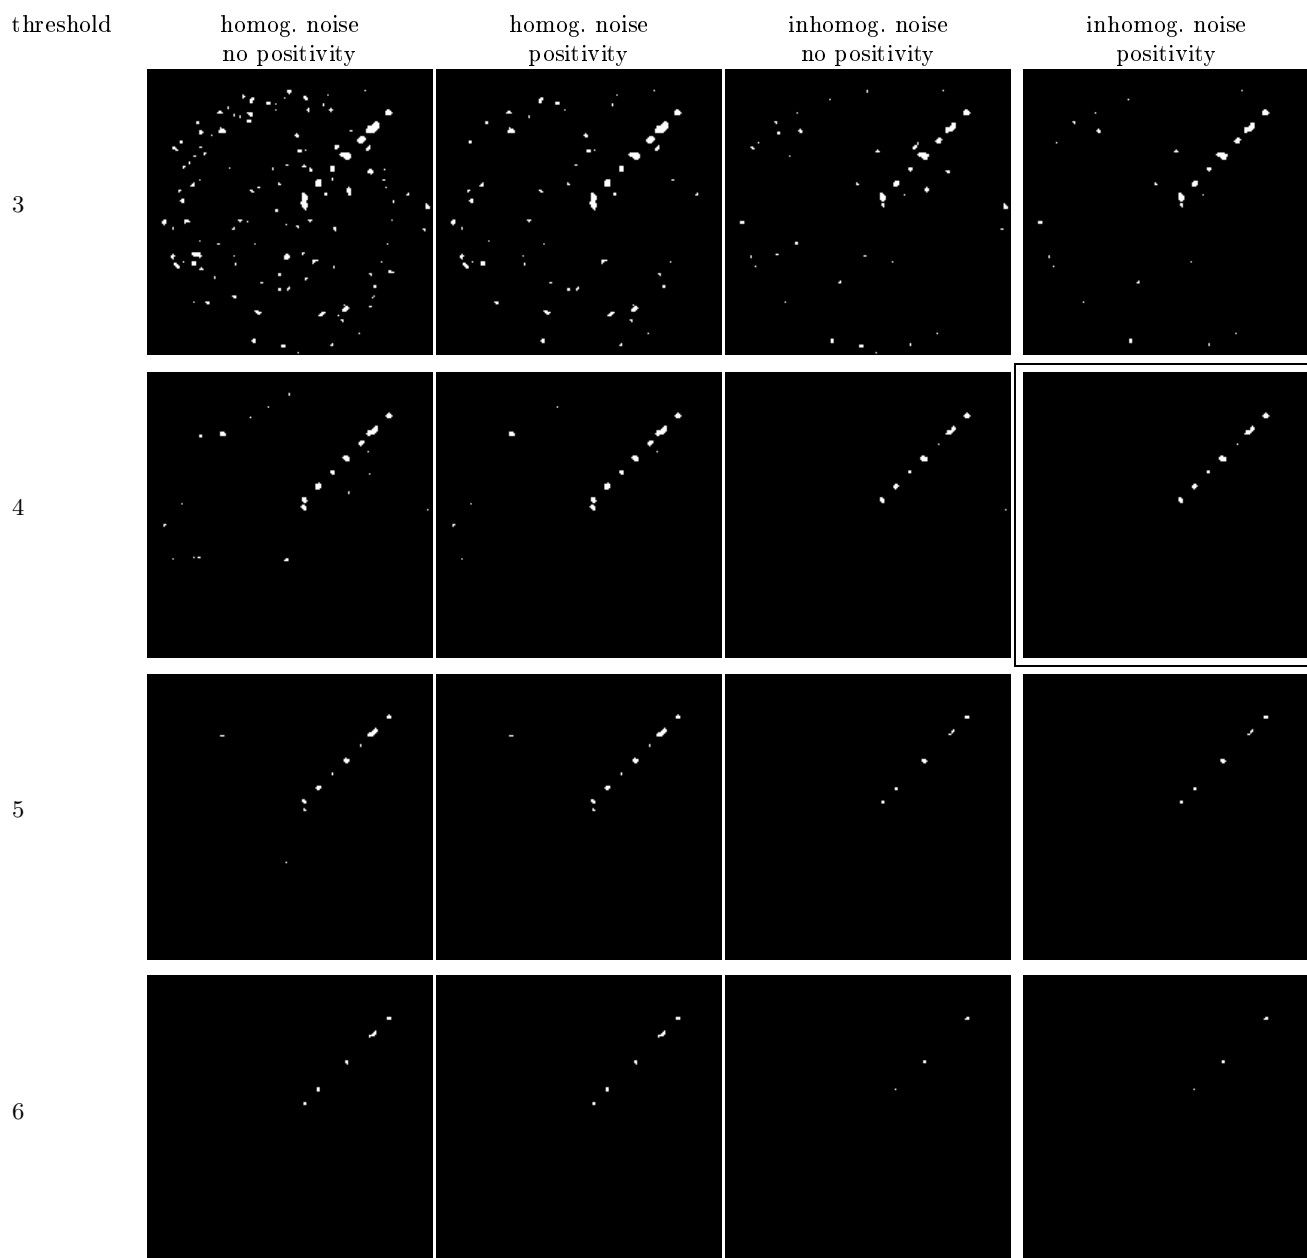 threshold
homog. noise
no positivity
homog. noise
positivity
inhomog. noise
no positivity
inhomog. noise
positivity
3
4
5
6